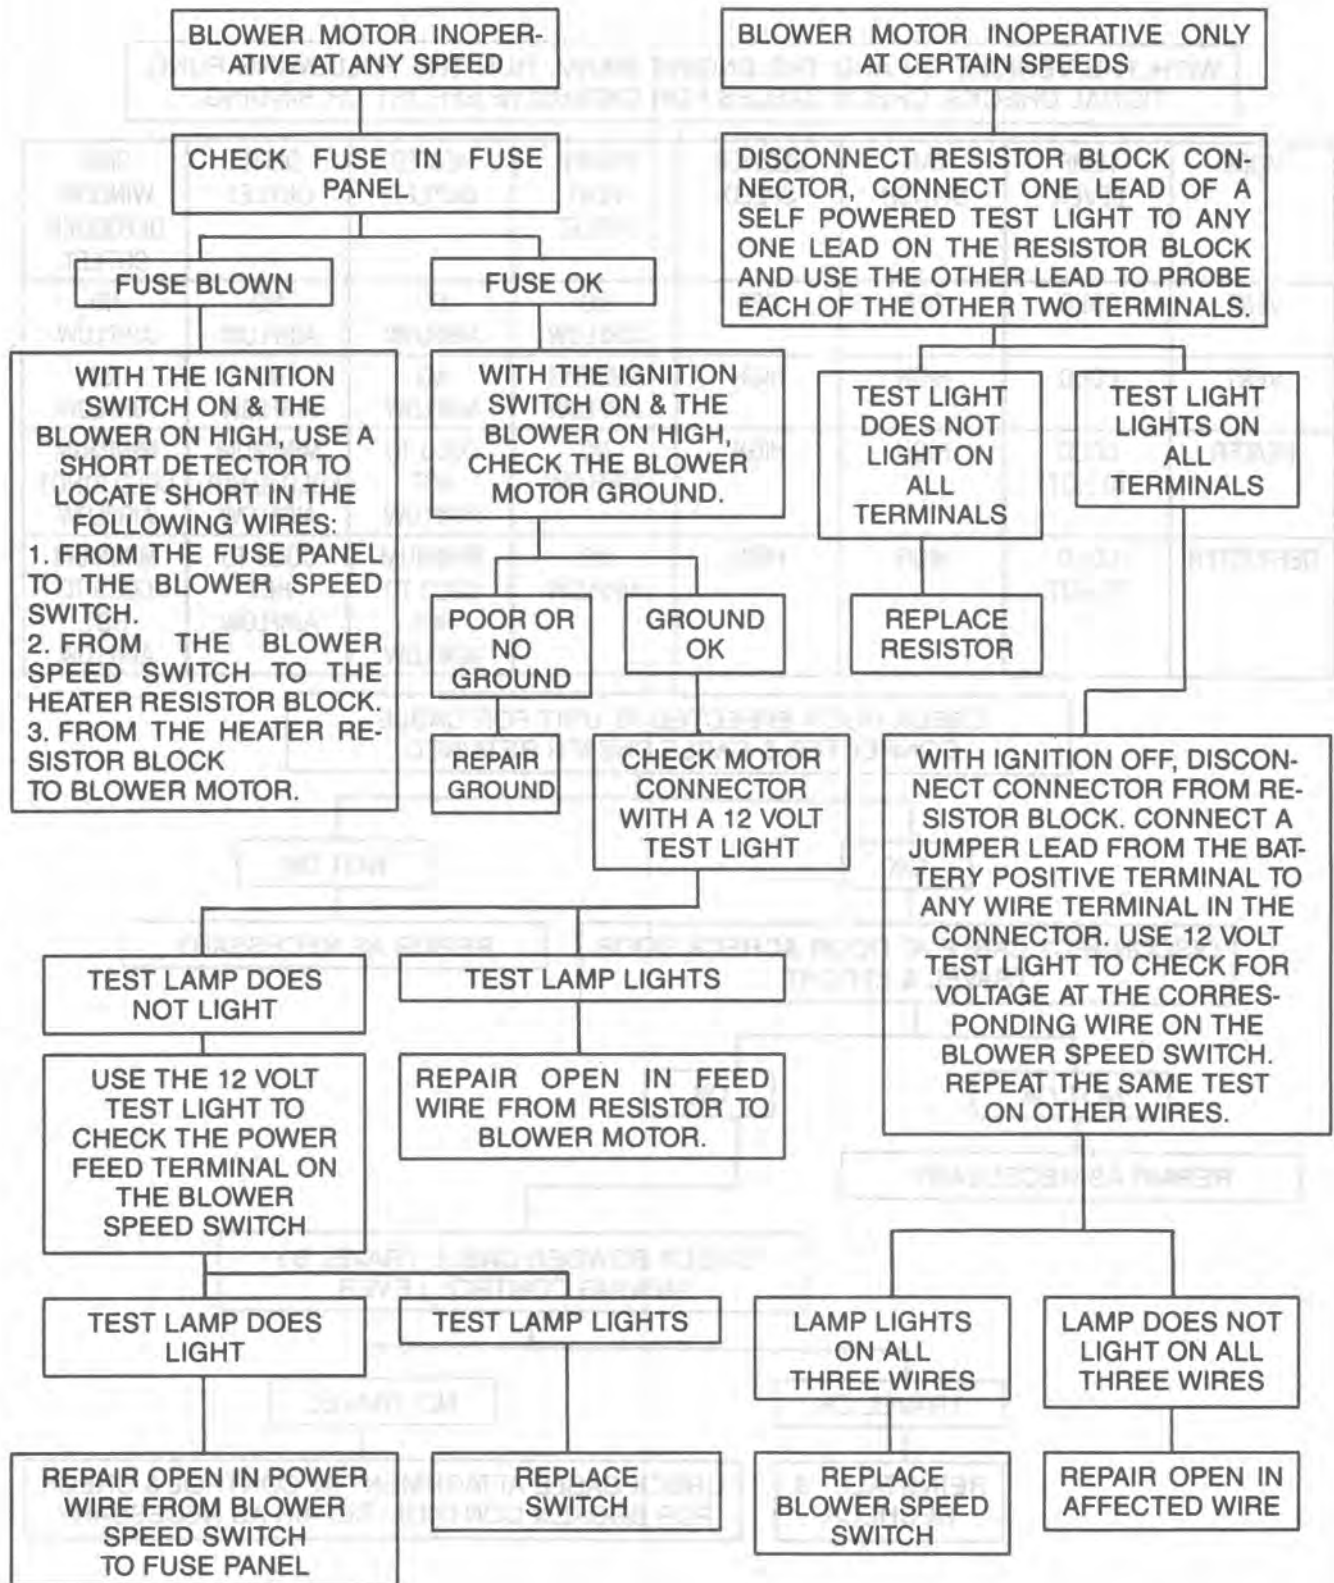 BLOWER MOTOR INOPER-
ATIVE AT ANY SPEED
CHECK FUSE IN FUSE
PANEL
FUSE BLOWN
FUSE OK
WITH THE IGNITION
SWITCH ON & THE
BLOWER ON HIGH, USE A
SHORT DETECTOR TO
LOCATE SHORT IN THE
FOLLOWING WIRES:
1. FROM THE FUSE PANEL
TO THE BLOWER SPEED
SWITCH.
2. FROM THE BLOWER
SPEED SWITCH TO THE
HEATER RESISTOR BLOCK.
3. FROM THE HEATER RE-
SISTOR BLOCK
TO BLOWER MOTOR.
WITH THE IGNITION
SWITCH ON & THE
BLOWER ON HIGH,
CHECK THE BLOWER
MOTOR GROUND.
POOR OR
NO
GROUND
GROUND
OK
REPAIR
GROUND
CHECK MOTOR
CONNECTOR
WITH A 12 VOLT
TEST LIGHT
TEST LAMP DOES
NOT LIGHT
TEST LAMP LIGHTS
USE THE 12 VOLT
TEST LIGHT TO
CHECK THE POWER
FEED TERMINAL ON
THE BLOWER
SPEED SWITCH
REPAIR OPEN IN FEED
WIRE FROM RESISTOR TO
BLOWER MOTOR.
TEST LAMP DOES
LIGHT
TEST LAMP LIGHTS
REPAIR OPEN IN POWER
WIRE FROM BLOWER
SPEED SWITCH
TO FUSE PANEL
REPLACE
SWITCH
BLOWER MOTOR INOPERATIVE ONLY
AT CERTAIN SPEEDS
DISCONNECT RESISTOR BLOCK CON-
NECTOR, CONNECT ONE LEAD OF A
SELF POWERED TEST LIGHT TO ANY
ONE LEAD ON THE RESISTOR BLOCK
AND USE THE OTHER LEAD TO PROBE
EACH OF THE OTHER TWO TERMINALS.
TEST LIGHT
DOES NOT
LIGHT ON
ALL
TERMINALS
TEST LIGHT
LIGHTS ON
ALL
TERMINALS
REPLACE
RESISTOR
WITH IGNITION OFF, DISCON-
NECT CONNECTOR FROM RE-
SISTOR BLOCK. CONNECT A
JUMPER LEAD FROM THE BAT-
TERY POSITIVE TERMINAL TO
ANY WIRE TERMINAL IN THE
CONNECTOR. USE 12 VOLT
TEST LIGHT TO CHECK FOR
VOLTAGE AT THE CORRES-
PONDING WIRE ON THE
BLOWER SPEED SWITCH.
REPEAT THE SAME TEST
ON OTHER WIRES.
LAMP LIGHTS
ON ALL
THREE WIRES
LAMP DOES NOT
LIGHT ON ALL
THREE WIRES
REPLACE
BLOWER SPEED
SWITCH
REPAIR OPEN IN
AFFECTED WIRE